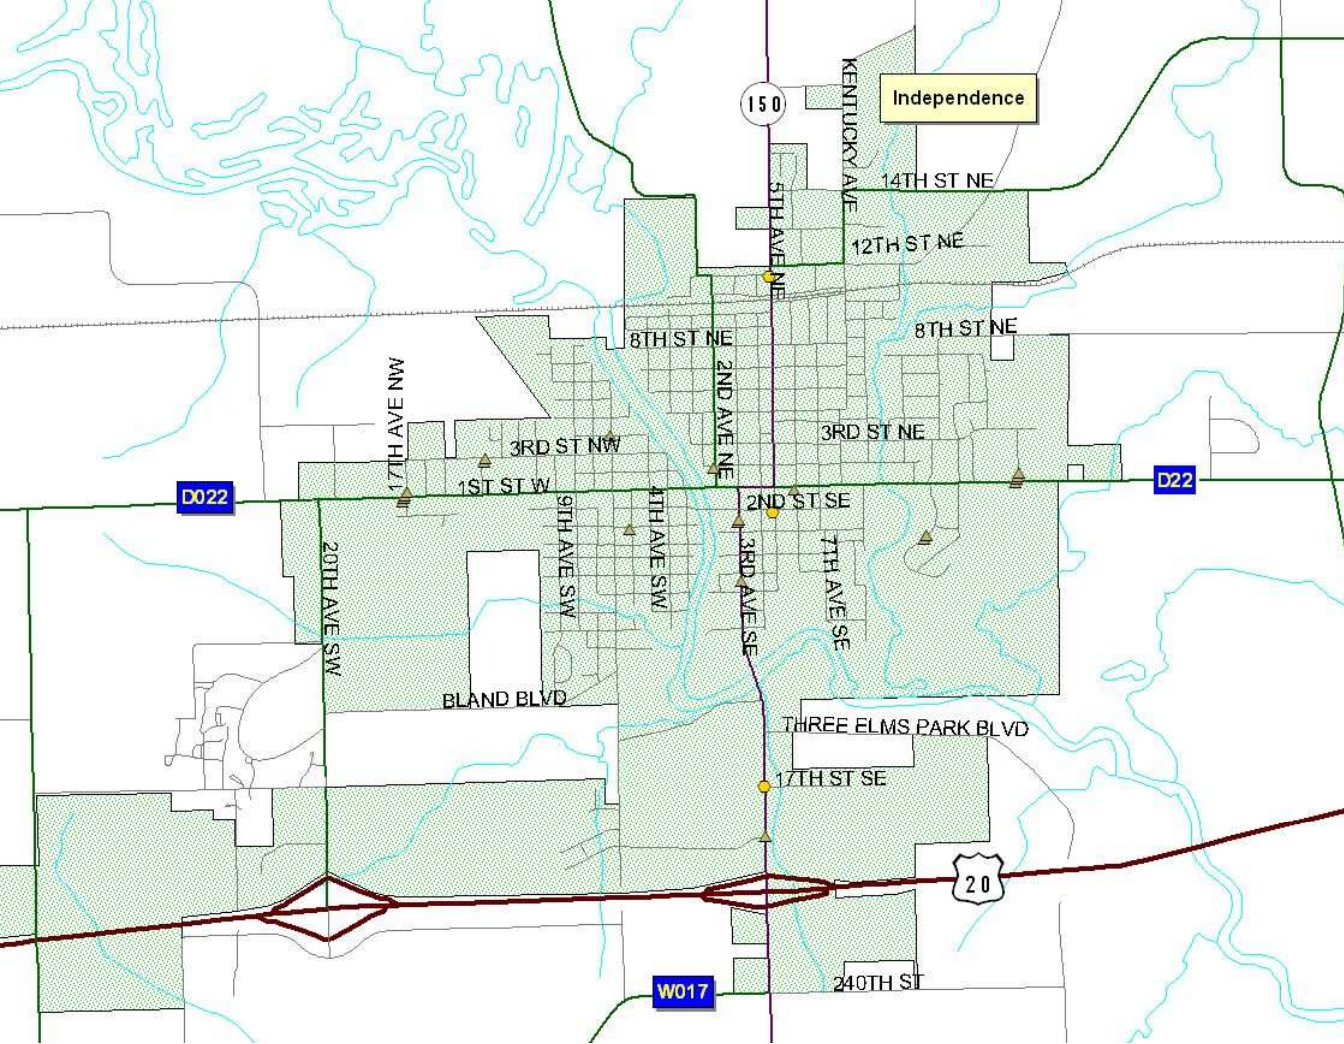 KENTUCKY AVE
Independence
150
14TH ST NE
5TH AVE NE
12TH ST NE
8TH ST NE
8TH ST NE
17TH AVE NW
2ND AVE NE
3RD ST NE
3RD ST NW
1ST ST W
D022
D22
2ND ST SE
9TH AVE SW
4TH AVE SW
3RD AVE SE
7TH AVE SE
20TH AVE SW
BLAND BLVD
THREE ELMS PARK BLVD
17TH ST SE
20
W017
240TH ST